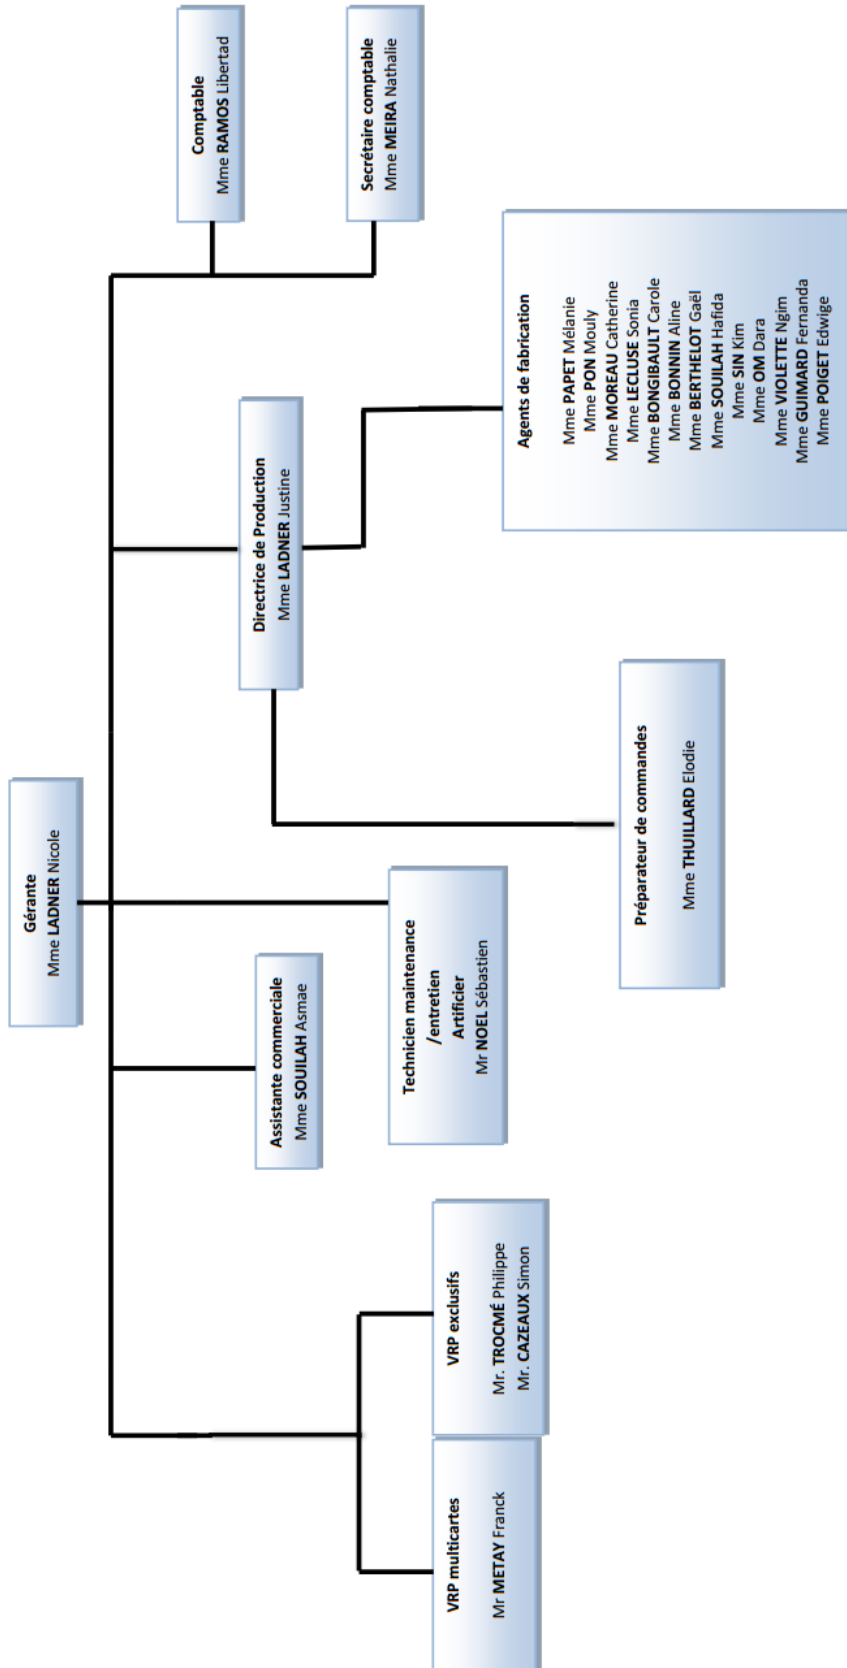 Gérante
Mme LADNER Nicole
VRP multicartes
Mr METAY Franck
VRP exclusifs
Mr. TROCMÉ Philippe
Mr. CAZEAUX Simon
Assistante commerciale
Mme SOUILAH Asmae
Technicien maintenance
/entretien
Artificier
Mr NOEL Sébastien
Directrice de Production
Mme LADNER Justine
Préparateur de commandes
Mme THUILLARD Elodie
Agents de fabrication
Mme PAPET Mélanie
Mme PON Mouly
Mme MOREAU Catherine
Mme LECLUSE Sonia
Mme BONGIBAULT Carole
Mme BONNIN Aline
Mme BERTHELOT Gaël
Mme SOUILAH Hafida
Mme SIN Kim
Mme OM Dara
Mme VIOLETTE Ngim
Mme GUIMARD Fernanda
Mme POIGET Edwige
Comptable
Mme RAMOS Libertad
Secrétaire comptable
Mme MEIRA Nathalie